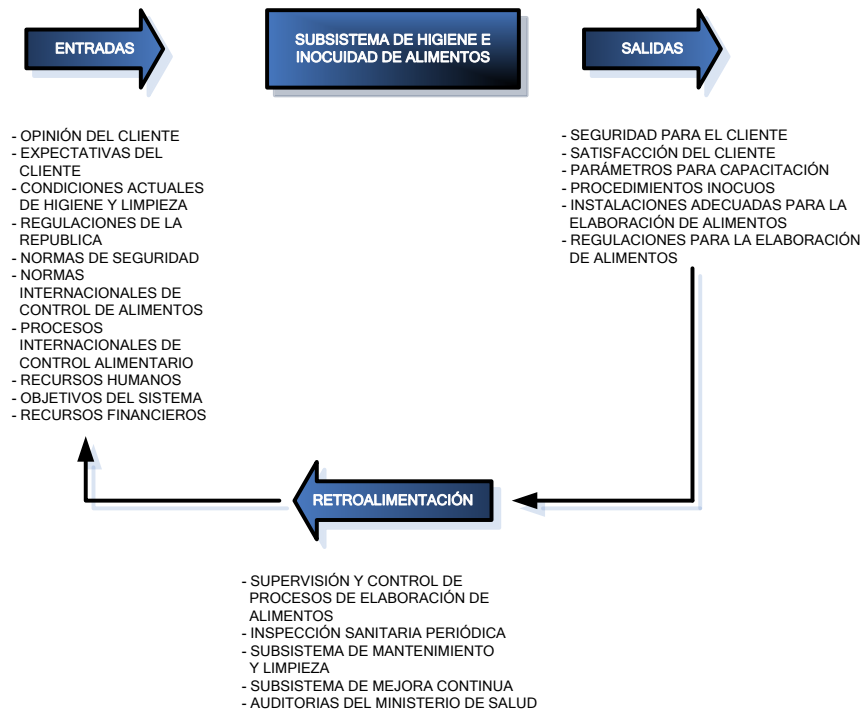 ENTRADAS
SUBSISTEMA DE HIGIENE E
INOCUIDAD DE ALIMENTOS
SALIDAS
- OPINIÓN DEL CLIENTE
- EXPECTATIVAS DEL
CLIENTE
- CONDICIONES ACTUALES
DE HIGIENE Y LIMPIEZA
- REGULACIONES DE LA
REPUBLICA
- NORMAS DE SEGURIDAD
- NORMAS
INTERNACIONALES DE
CONTROL DE ALIMENTOS
- PROCESOS
INTERNACIONALES DE
CONTROL ALIMENTARIO
- RECURSOS HUMANOS
- OBJETIVOS DEL SISTEMA
- RECURSOS FINANCIEROS
- SEGURIDAD PARA EL CLIENTE
- SATISFACCIÓN DEL CLIENTE
- PARÁMETROS PARA CAPACITACIÓN
- PROCEDIMIENTOS INOCUOS
- INSTALACIONES ADECUADAS PARA LA
ELABORACIÓN DE ALIMENTOS
- REGULACIONES PARA LA ELABORACIÓN
DE ALIMENTOS
RETROALIMENTACIÓN
- SUPERVISIÓN Y CONTROL DE
PROCESOS DE ELABORACIÓN DE
ALIMENTOS
- INSPECCIÓN SANITARIA PERIÓDICA
- SUBSISTEMA DE MANTENIMIENTO
Y LIMPIEZA
- SUBSISTEMA DE MEJORA CONTINUA
- AUDITORIAS DEL MINISTERIO DE SALUD